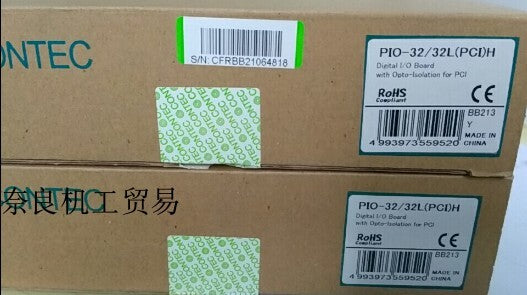 CONTEC
S/N: CFRBB21064818
PIO-32/32L(PCI)H
Digital I/O Board
with Opto-Isolation for PCI
RoHS
Compliant
CE
BB213
Y
MADE IN
CHINA
4 993973 559520
CONTEC
奈良机工贸易
PIO-32/32L(PCI)H
Digital I/O Board
with Opto-Isolation for PCI
RoHS
Compliant
CE
BB213
MADE IN
CHINA
4 993973 559520